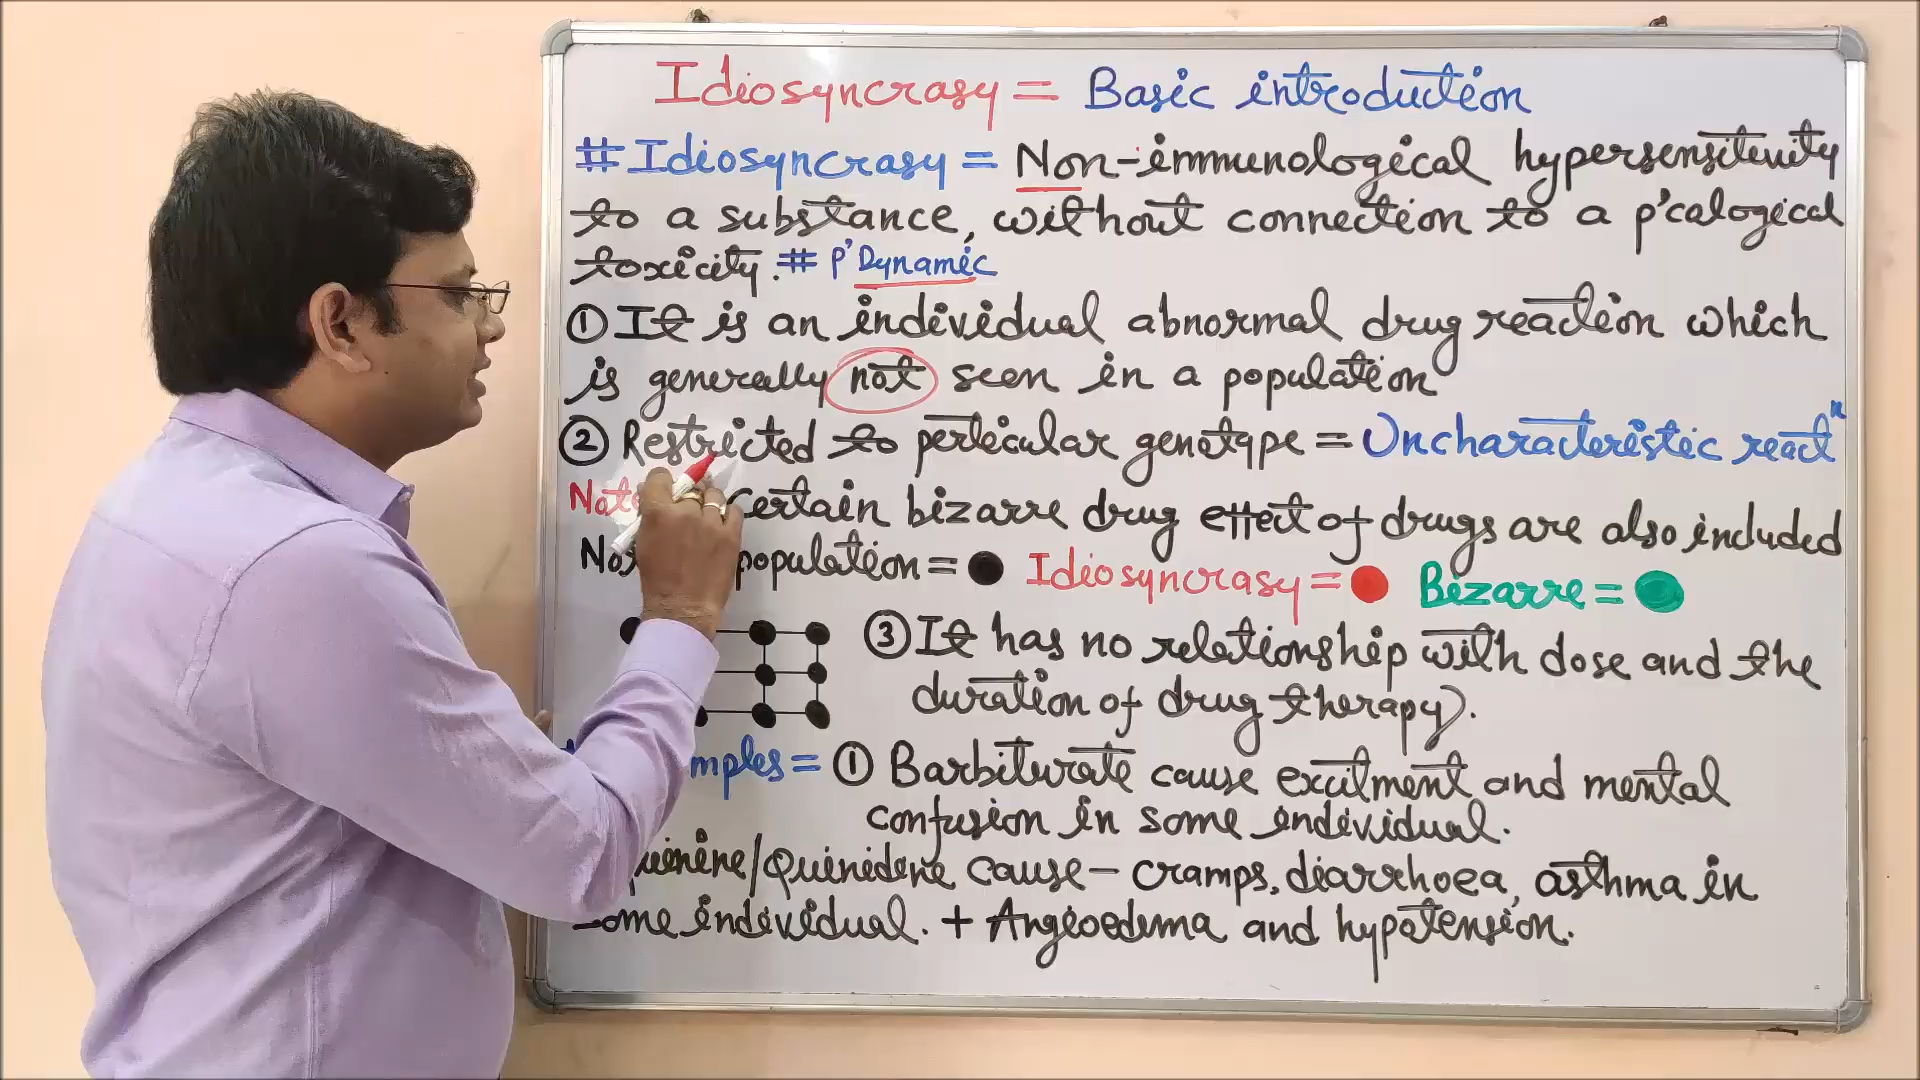 Idiosyncrasy = Basic introduction
# Idiosyncrasy = Non-immunological hypersensitivity
to a substance, without connection to a p'calogical
toxicity. # p'Dynamic
① It is an individual abnormal drug reaction which
is generally not seen in a population
② Restricted to perticular genotype = Uncharacteristic reactⁿ
Note certain bizarre drug effect of drugs are also included
population = Idiosyncrasy = Bizarre =
③ It has no relationship with dose and the
duration of drug therapy).
mples = ① Barbiturate cause excitment and mental
confusion in some individual.
uinine/Quinidine cause - cramps, diarrhoea, asthma in
some individual. + Angioedema and hypotension.